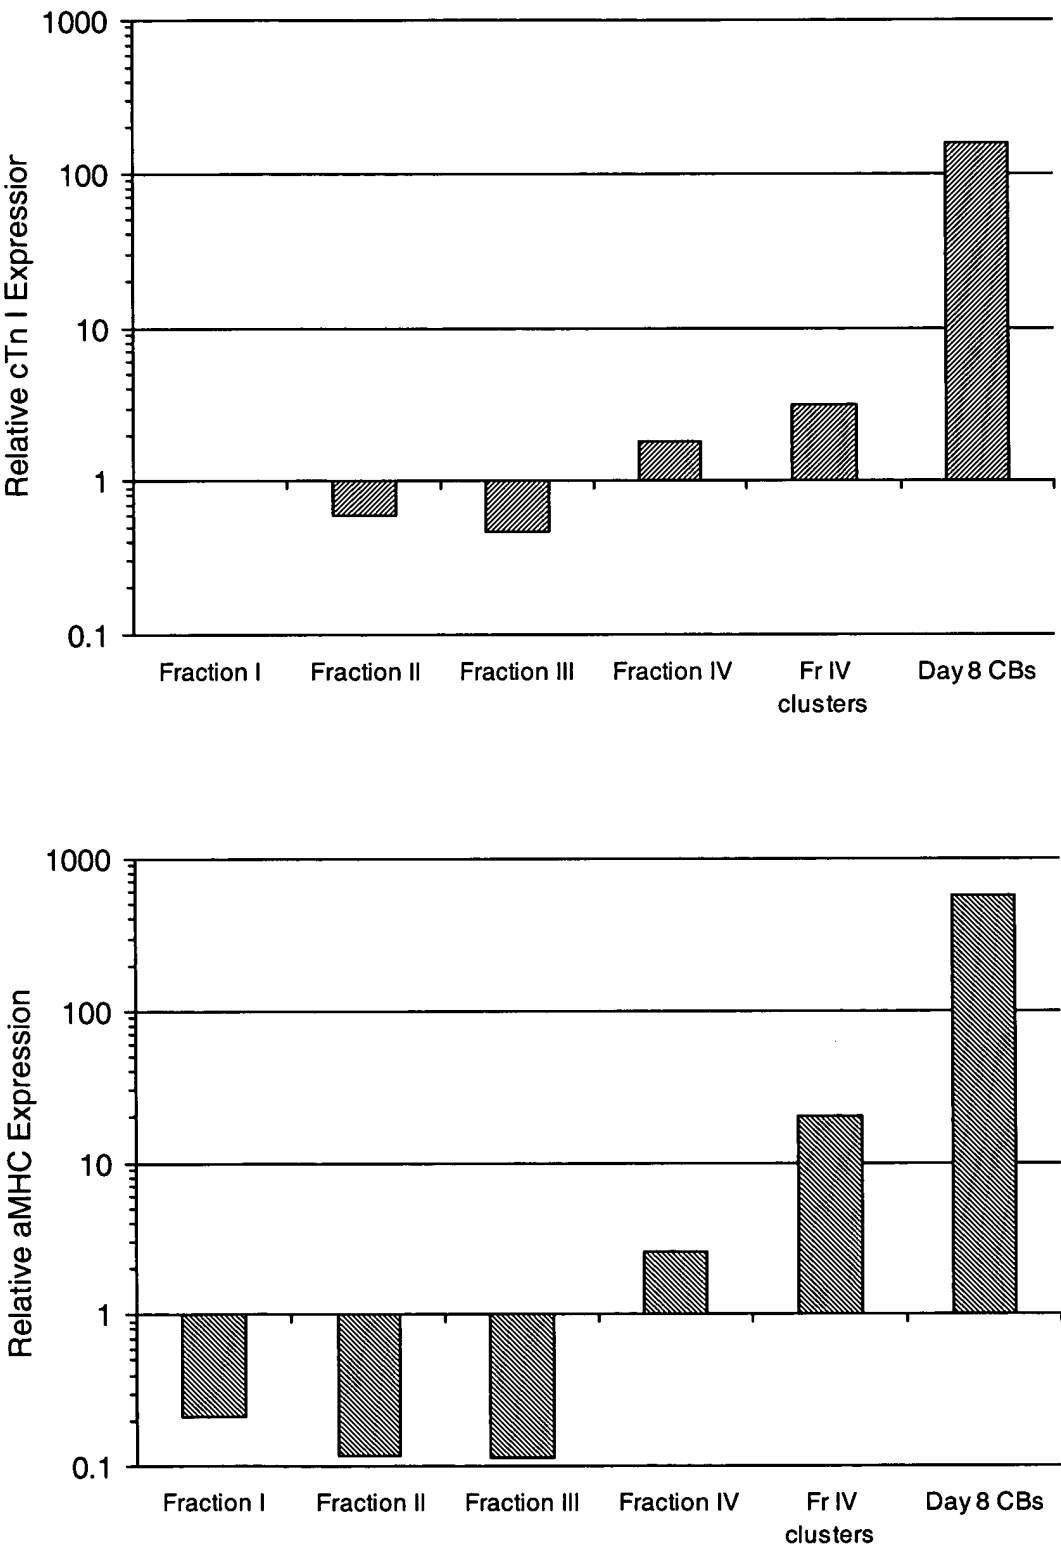 1000
100
10
1
0.1
Relative cTn I Expressior
Fraction I Fraction II Fraction III Fraction IV Fr IV clusters Day 8 CBs
1000
100
10
1
0.1
Relative aMHC Expression
Fraction I Fraction II Fraction III Fraction IV Fr IV clusters Day 8 CBs